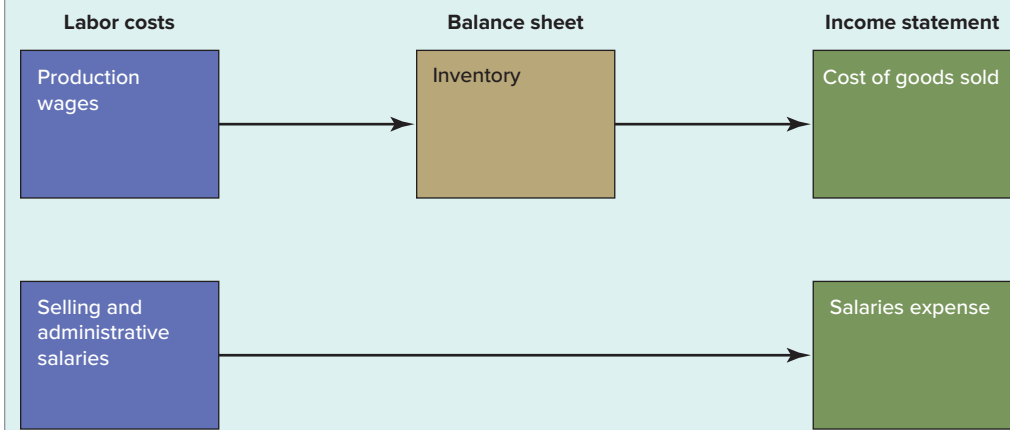 Labor costs
Balance sheet
Income statement
Production
wages
Inventory
Cost of goods sold
Selling and
administrative
salaries
Salaries expense